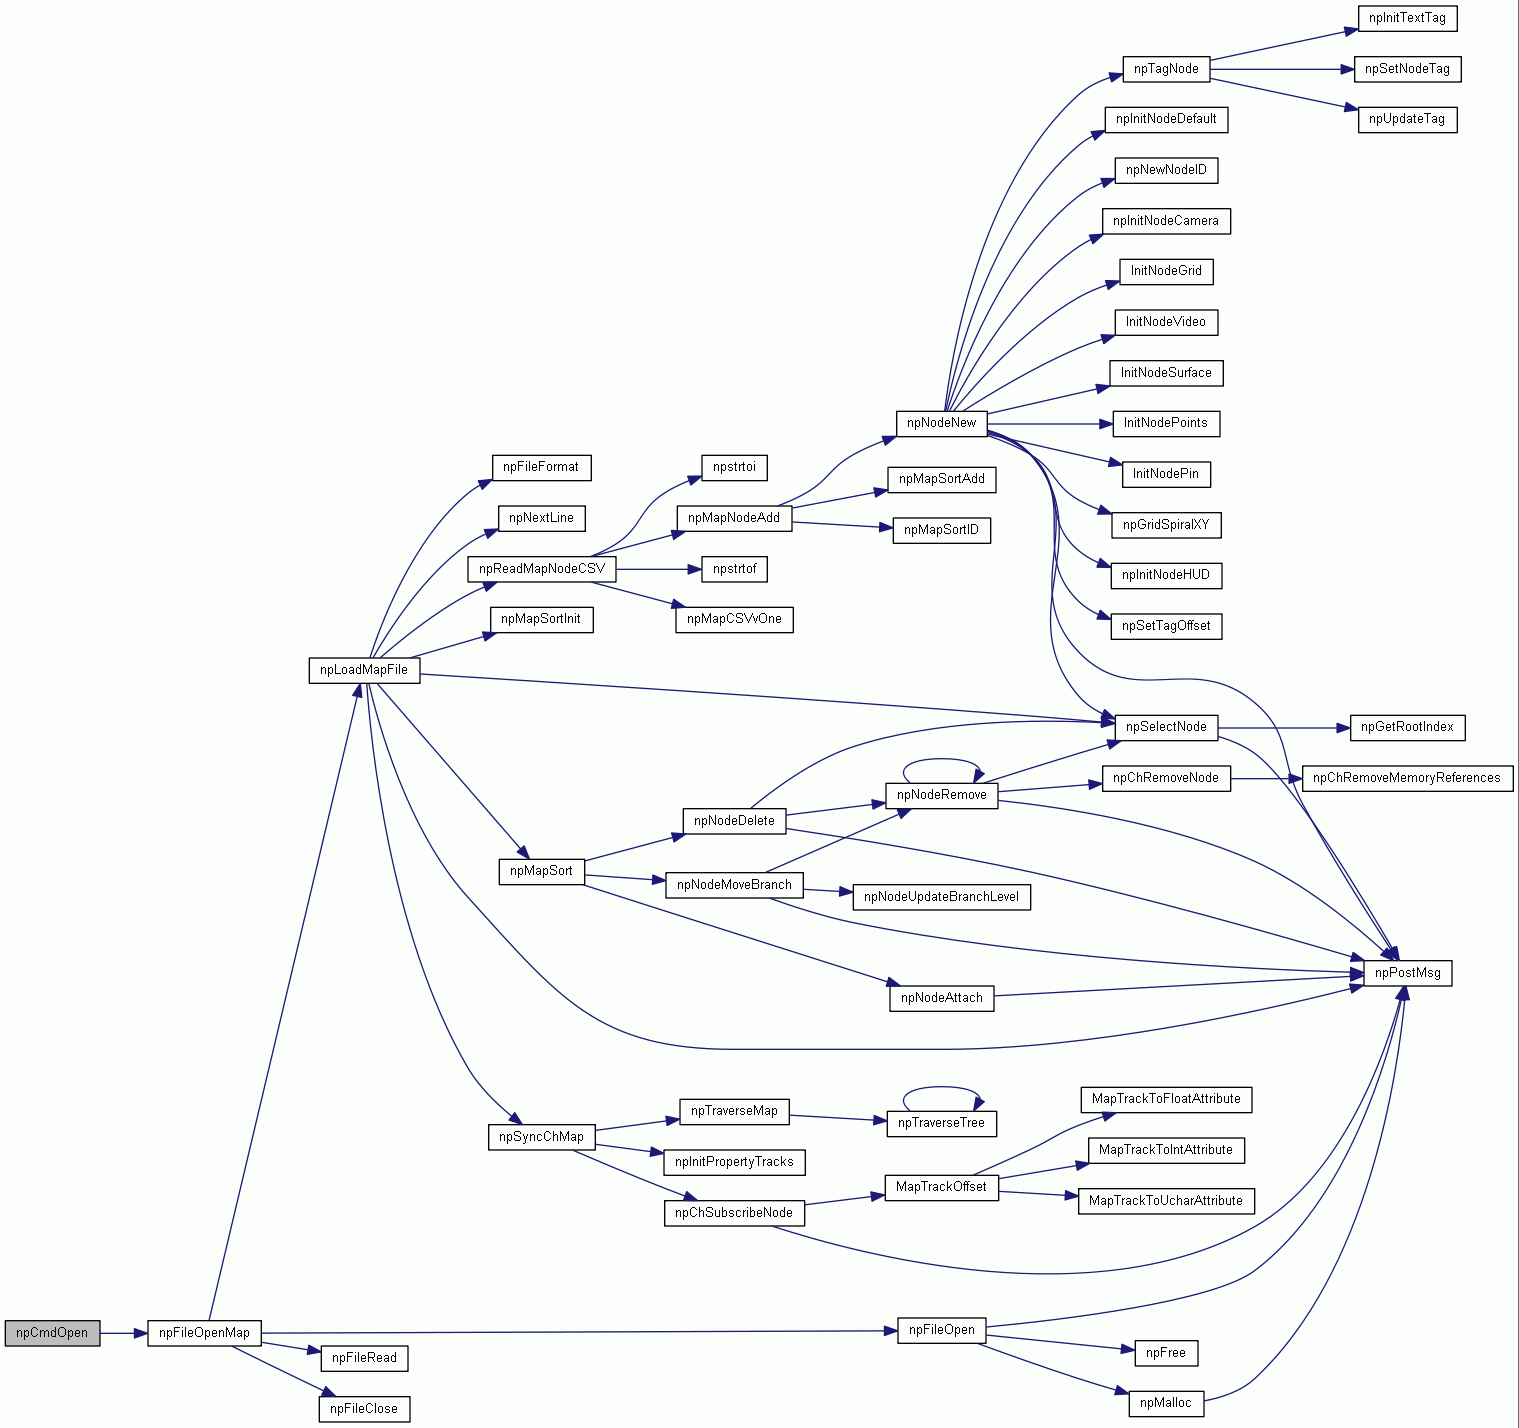 npInitTextTag
npTagNode
npSetNodeTag
npUpdateTag
npInitNodeDefault
npNewNodeID
npInitNodeCamera
InitNodeGrid
InitNodeVideo
InitNodeSurface
npNodeNew
InitNodePoints
npFileFormat
npstrtoi
npMapSortAdd
InitNodePin
npNextLine
npMapNodeAdd
npMapSortID
npGridSpiralXY
npReadMapNodeCSV
npstrtof
npInitNodeHUD
npMapSortInit
npMapCSVvOne
npSetTagOffset
npLoadMapFile
npSelectNode
npGetRootIndex
npChRemoveNode
npChRemoveMemoryReferences
npNodeRemove
npNodeDelete
npMapSort
npNodeMoveBranch
npNodeUpdateBranchLevel
npPostMsg
npNodeAttach
MapTrackToFloatAttribute
npTraverseMap
npTraverseTree
npSyncChMap
MapTrackToIntAttribute
npInitPropertyTracks
MapTrackOffset
MapTrackToUcharAttribute
npChSubscribeNode
npCmdOpen
npFileOpenMap
npFileOpen
npFileRead
npFree
npFileClose
npMalloc